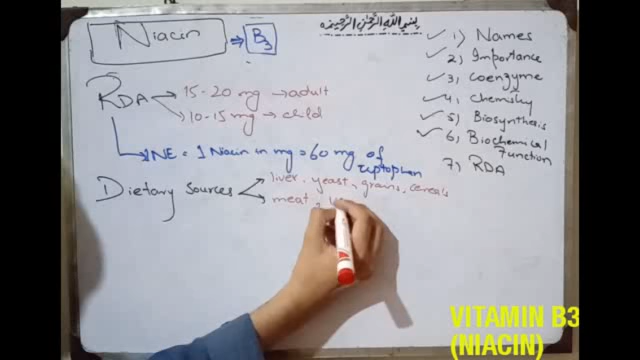 Niacin ⇒ B3
بسم الله الرحمن الرحيم
RDA → 15-20 mg → adult
→ 10-15 mg → child
→ 1NE = 1 Niacin in mg = 60 mg of
Triptophan
Dietary Sources → liver, yeast, grains, cereals
→ meat,
✓ 1) Names
✓ 2) Importance
✓ 3) Coenzyme
✓ 4) Chemistry
✓ 5) Biosynthesis
✓ 6) Biochemical
Function
7) RDA
VITAMIN B3
(NIACIN)